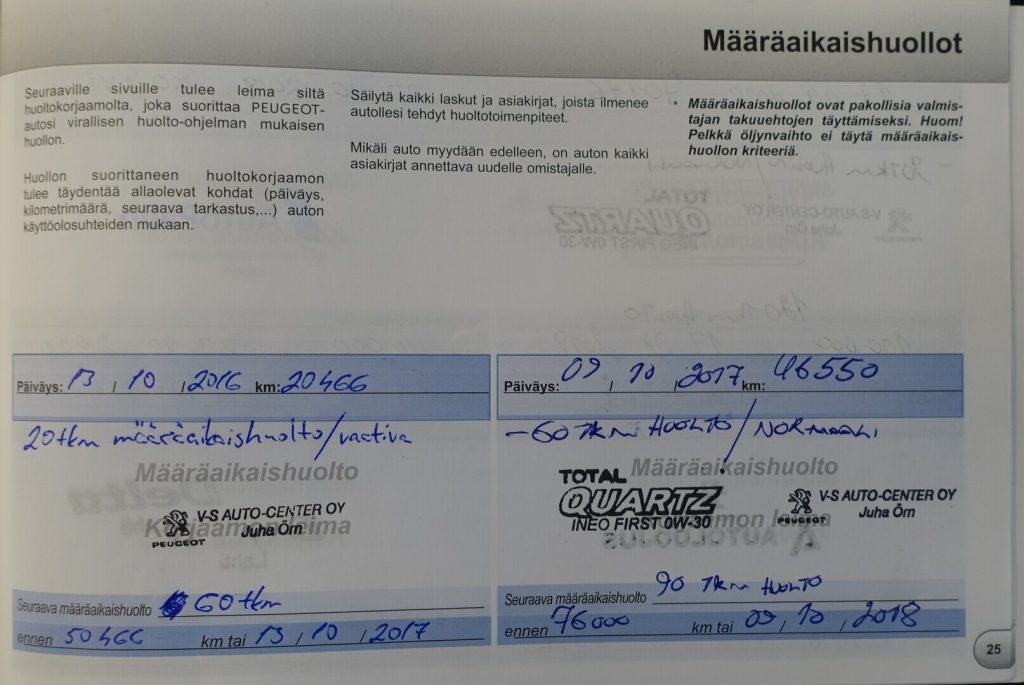 Määräaikaishuollot
Seuraaville sivuille tulee leima siltä
huoltokorjaamolta, joka suorittaa PEUGEOT-
autosi virallisen huolto-ohjelman mukaisen
huollon.
Huollon suorittaneen huoltokorjaamon
tulee täydentää allaolevat kohdat (päiväys,
kilometrimäärä, seuraava tarkastus,...) auton
käyttöolosuhteiden mukaan.
Säilytä kaikki laskut ja asiakirjat, joista ilmenee
autollesi tehdyt huoltotoimenpiteet.
Mikäli auto myydään edelleen, on auton kaikki
asiakirjat annettava uudelle omistajalle.
• Määräaikaishuollot ovat pakollisia valmis-
tajan takuuehtojen täyttämiseksi. Huom!
Pelkkä öljynvaihto ei täytä määräaikais-
huollon kriteeriä.
Päiväys: 13 / 10 / 2016 km: 20466
20tkm määräaikaishuolto/vaativa
Määräaikaishuolto
Korjaamon leima
V-S AUTO-CENTER OY
Juha Örn
PEUGEOT
Seuraava määräaikaishuolto 60tkm
ennen 50466 km tai 13 / 10 / 2017
Päiväys: 09 / 10 / 2017 km: 46550
-60 TKM HUOLTO / NORMAALI
Määräaikaishuolto
TOTAL
QUARTZ
INEO FIRST 0W-30
V-S AUTO-CENTER OY
Juha Örn
PEUGEOT
Seuraava määräaikaishuolto 90 TKM HUOLTO
ennen 76000 km tai 09 / 10 / 2018
25